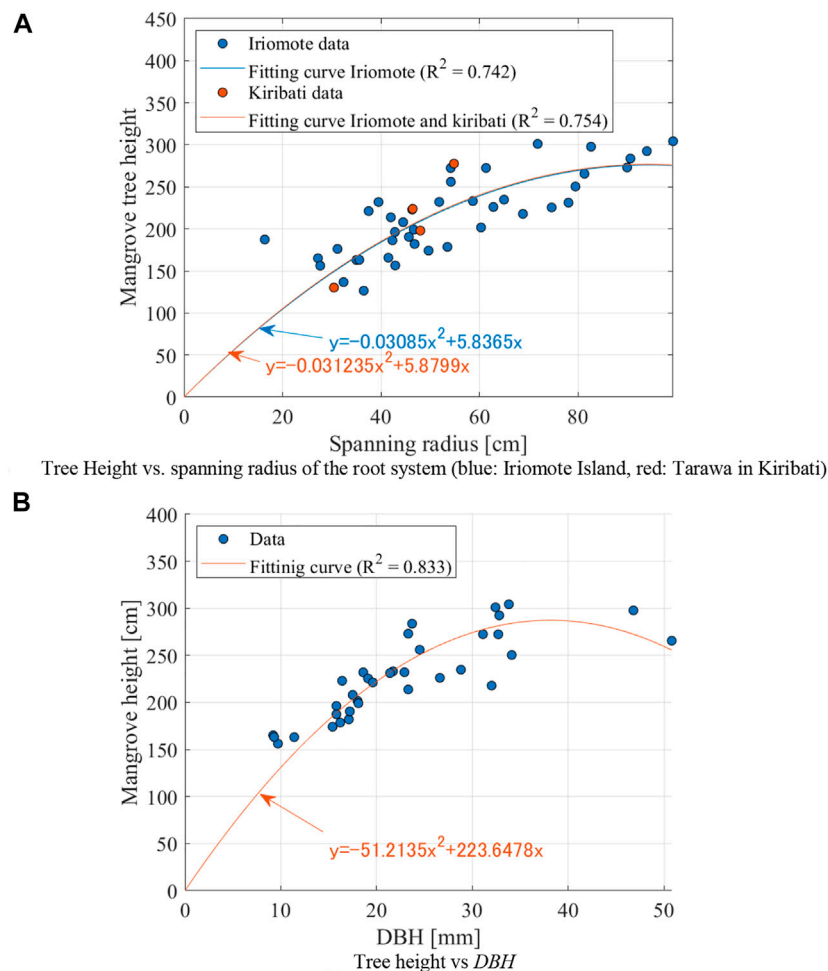 A
450
400
350
300
250
200
150
100
50
0
Mangrove tree height
Iriomote data
Fitting curve Iriomote (R² = 0.742)
Kiribati data
Fitting curve Iriomote and kiribati (R² = 0.754)
y=-0.03085x²+5.8365x
y=-0.031235x²+5.8799x
0 20 40 60 80
Spanning radius [cm]
Tree Height vs. spanning radius of the root system (blue: Iriomote Island, red: Tarawa in Kiribati)
B
400
350
300
250
200
150
100
50
0
Mangrove height [cm]
Data
Fittinig curve (R² = 0.833)
y=-51.2135x²+223.6478x
0 10 20 30 40 50
DBH [mm]
Tree height vs DBH